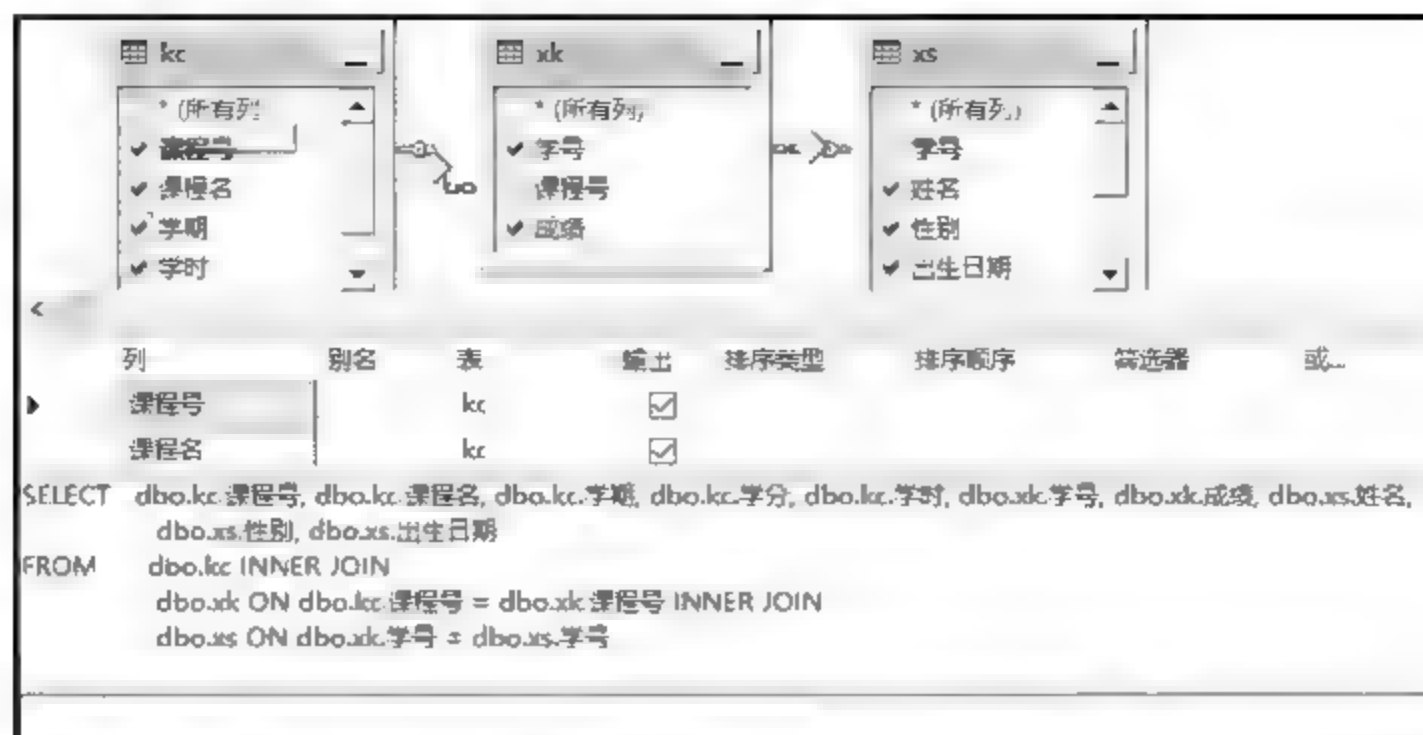 kc
* (所有列)
课程号
课程名
学期
学时
xk
* (所有列)
学号
课程号
成绩
xs
* (所有列)
学号
姓名
性别
出生日期
列 别名 表 输出 排序类型 排序顺序 筛选器 或...
课程号 kc
课程名 kc
SELECT dbo.kc.课程号, dbo.kc.课程名, dbo.kc.学期, dbo.kc.学分, dbo.kc.学时, dbo.xk.学号, dbo.xk.成绩, dbo.xs.姓名,
dbo.xs.性别, dbo.xs.出生日期
FROM dbo.kc INNER JOIN
dbo.xk ON dbo.kc.课程号 = dbo.xk.课程号 INNER JOIN
dbo.xs ON dbo.xk.学号 = dbo.xs.学号